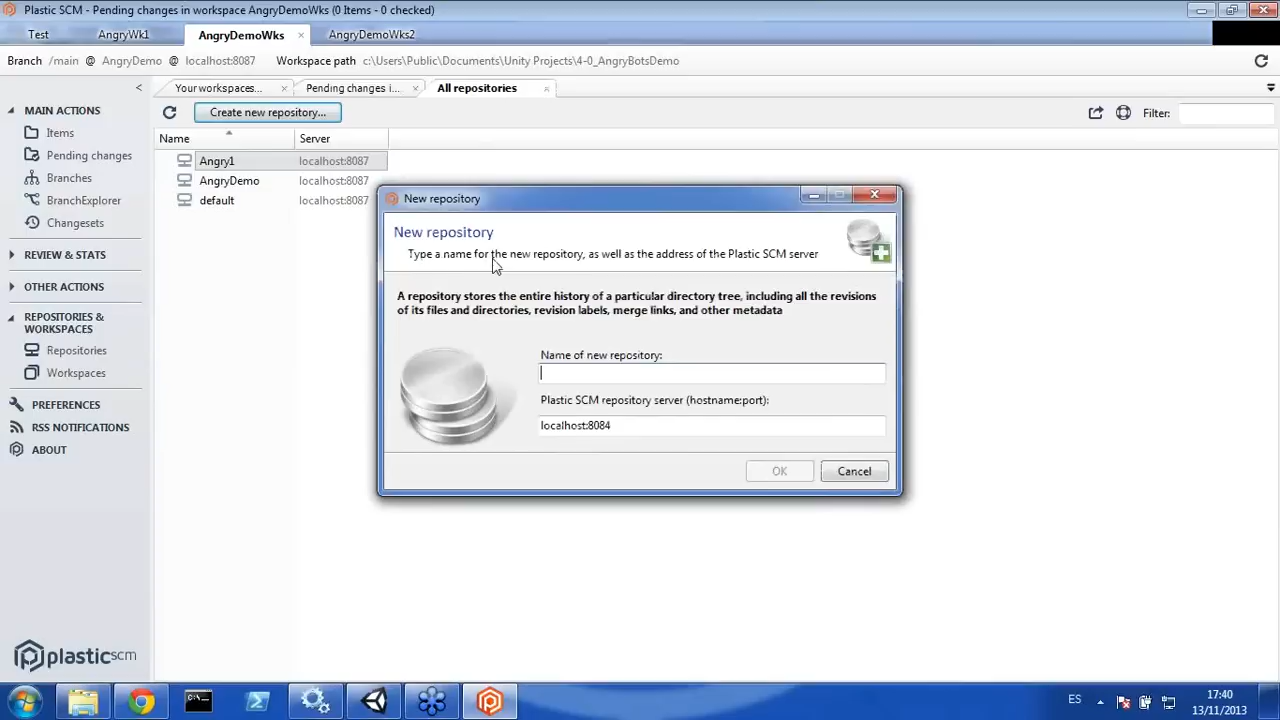 Plastic SCM - Pending changes in workspace AngryDemoWks (0 Items - 0 checked)
Test
AngryWk1
AngryDemoWks
AngryDemoWks2
Branch /main @ AngryDemo @ localhost:8087 Workspace path c:\Users\Public\Documents\Unity Projects\4-0_AngryBotsDemo
Your workspaces...
Pending changes i...
All repositories
Create new repository...
Filter:
Name
Server
Angry1 localhost:8087
AngryDemo localhost:8087
default localhost:8087
MAIN ACTIONS
Items
Pending changes
Branches
BranchExplorer
Changesets
REVIEW & STATS
OTHER ACTIONS
REPOSITORIES &
WORKSPACES
Repositories
Workspaces
PREFERENCES
RSS NOTIFICATIONS
ABOUT
New repository
New repository
Type a name for the new repository, as well as the address of the Plastic SCM server
A repository stores the entire history of a particular directory tree, including all the revisions
of its files and directories, revision labels, merge links, and other metadata
Name of new repository:
Plastic SCM repository server (hostname:port):
localhost:8084
OK
Cancel
plastic scm
ES
17:40
13/11/2013